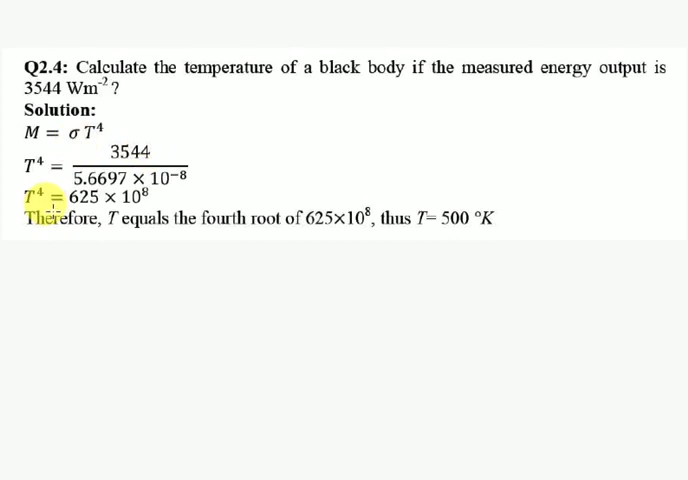 Q2.4: Calculate the temperature of a black body if the measured energy output is
3544 Wm⁻² ?
Solution:
M = σ T⁴
T⁴ = 3544 / 5.6697 × 10⁻⁸
T⁴ = 625 × 10⁸
Therefore, T equals the fourth root of 625×10⁸, thus T= 500 °K